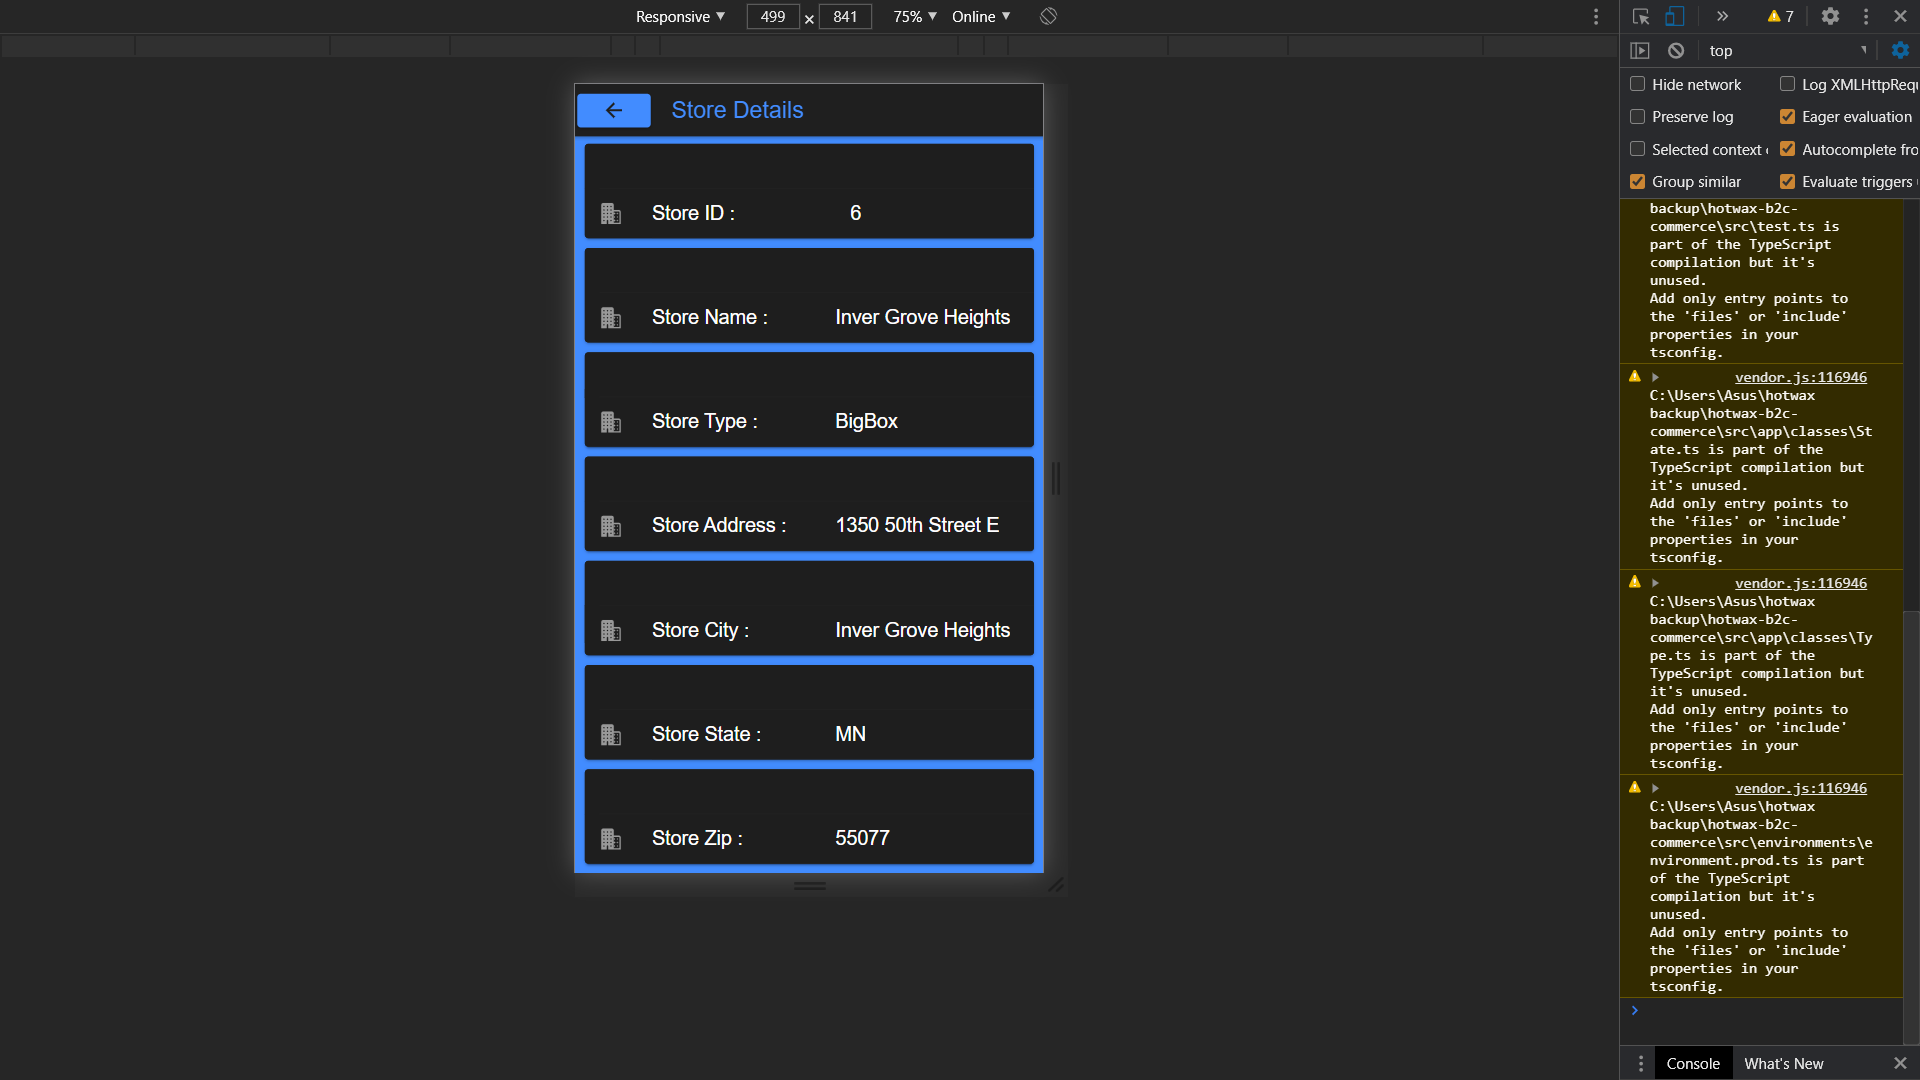 Responsive ▼ 499 × 841 75% ▼ Online ▼
7
top
Hide network
Log XMLHttpRequ
Preserve log
Eager evaluation
Selected context
Autocomplete fro
Group similar
Evaluate triggers
Store Details
Store ID : 6
Store Name : Inver Grove Heights
Store Type : BigBox
Store Address : 1350 50th Street E
Store City : Inver Grove Heights
Store State : MN
Store Zip : 55077
backup\hotwax-b2c-
commerce\src\test.ts is
part of the TypeScript
compilation but it's
unused.
Add only entry points to
the 'files' or 'include'
properties in your
tsconfig.
vendor.js:116946
C:\Users\Asus\hotwax
backup\hotwax-b2c-
commerce\src\app\classes\St
ate.ts is part of the
TypeScript compilation but
it's unused.
Add only entry points to
the 'files' or 'include'
properties in your
tsconfig.
vendor.js:116946
C:\Users\Asus\hotwax
backup\hotwax-b2c-
commerce\src\app\classes\Ty
pe.ts is part of the
TypeScript compilation but
it's unused.
Add only entry points to
the 'files' or 'include'
properties in your
tsconfig.
vendor.js:116946
C:\Users\Asus\hotwax
backup\hotwax-b2c-
commerce\src\environments\e
nvironment.prod.ts is part
of the TypeScript
compilation but it's
unused.
Add only entry points to
the 'files' or 'include'
properties in your
tsconfig.
Console What's New